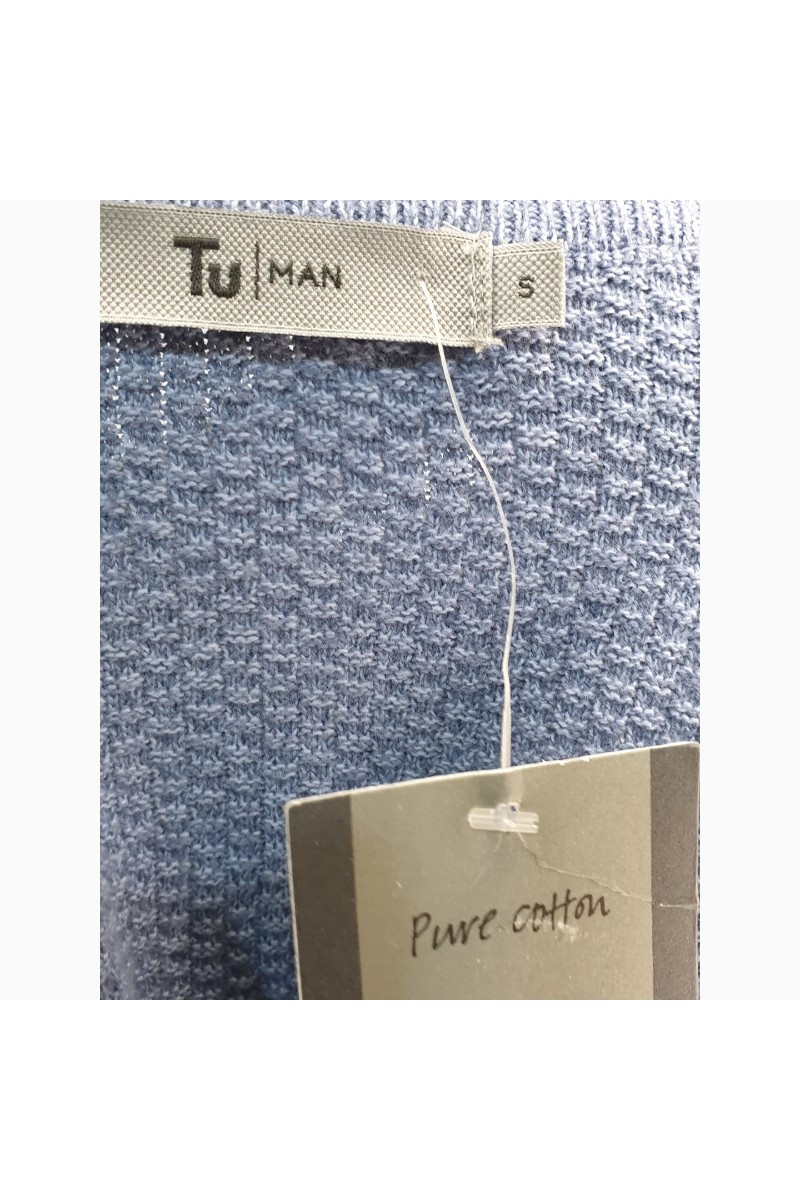 Tu | MAN
S
Pure cotton